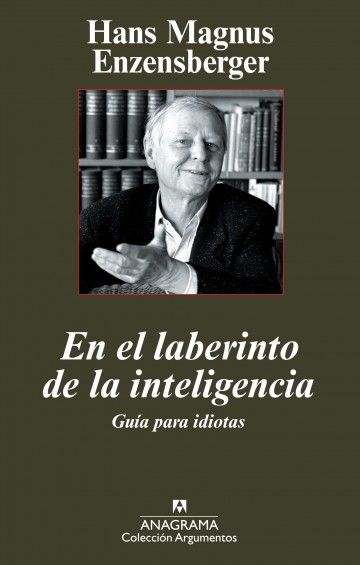 Hans Magnus
Enzensberger
En el laberinto
de la inteligencia
Guía para idiotas
ANAGRAMA
Colección Argumentos